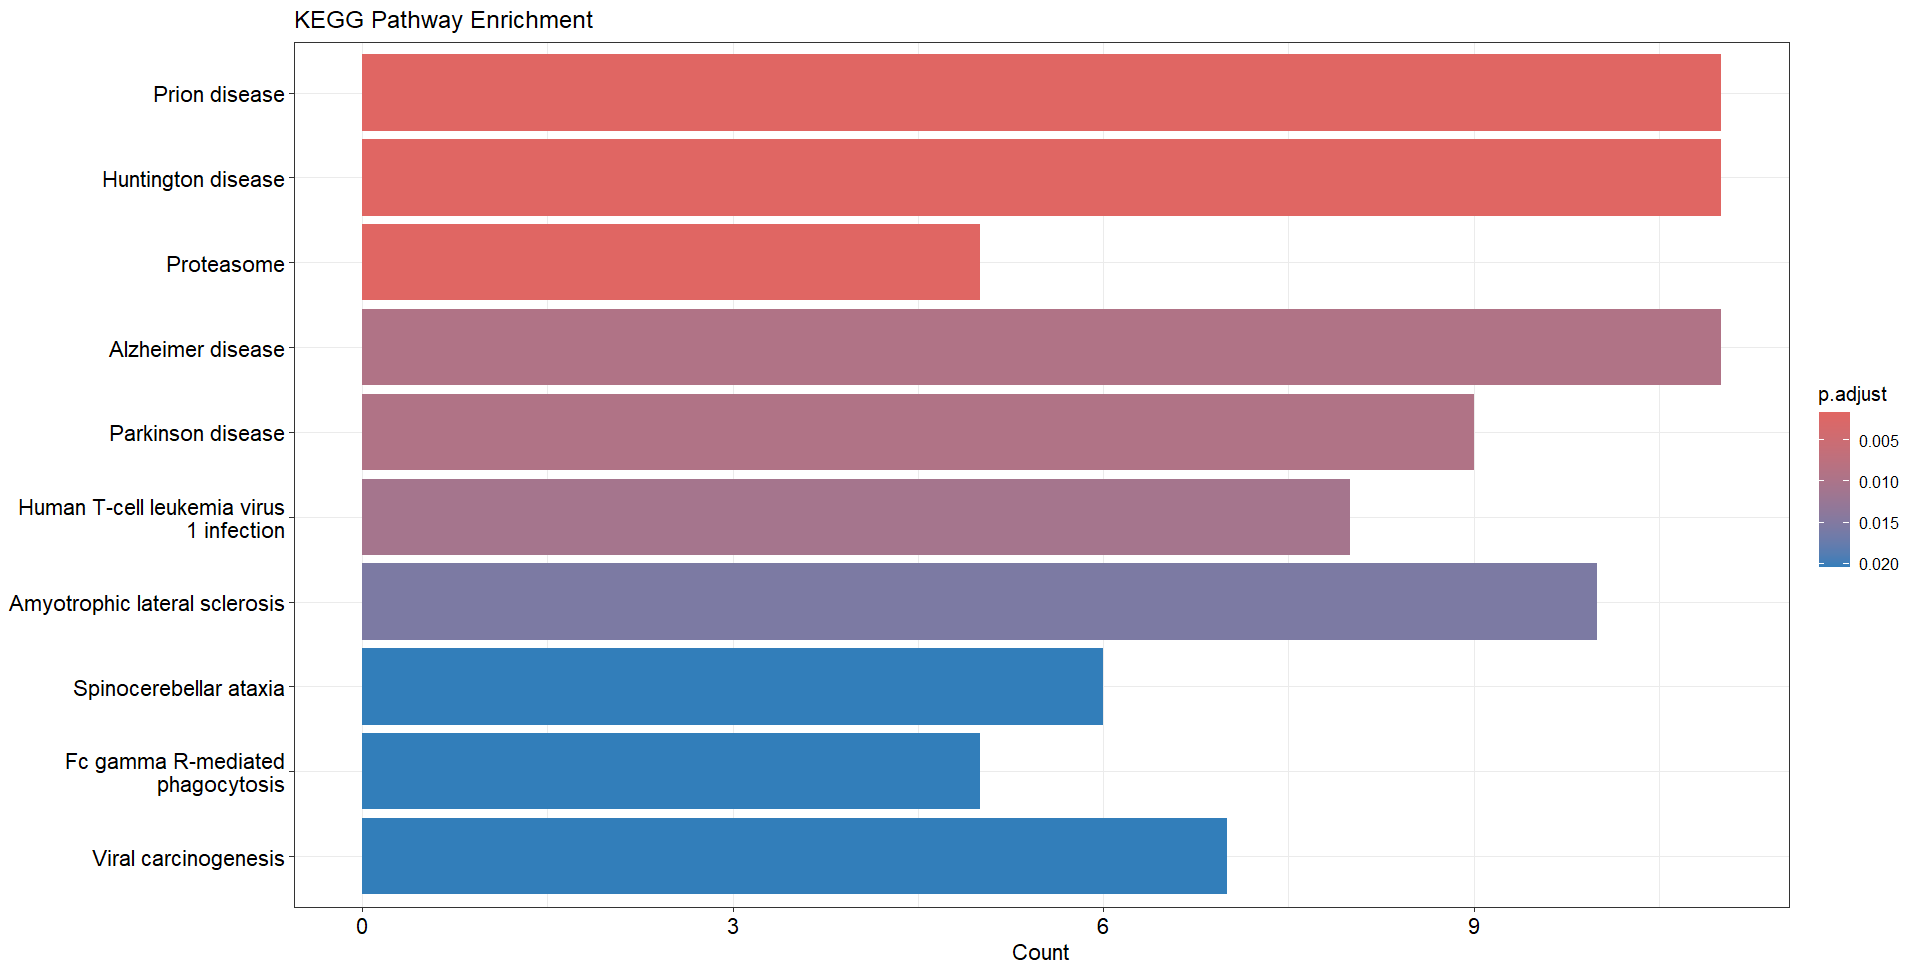 KEGG Pathway Enrichment
Prion disease
Huntington disease
Proteasome
Alzheimer disease
Parkinson disease
Human T-cell leukemia virus
1 infection
Amyotrophic lateral sclerosis
Spinocerebellar ataxia
Fc gamma R-mediated
phagocytosis
Viral carcinogenesis
0 3 6 9
Count
p.adjust
0.005
0.010
0.015
0.020